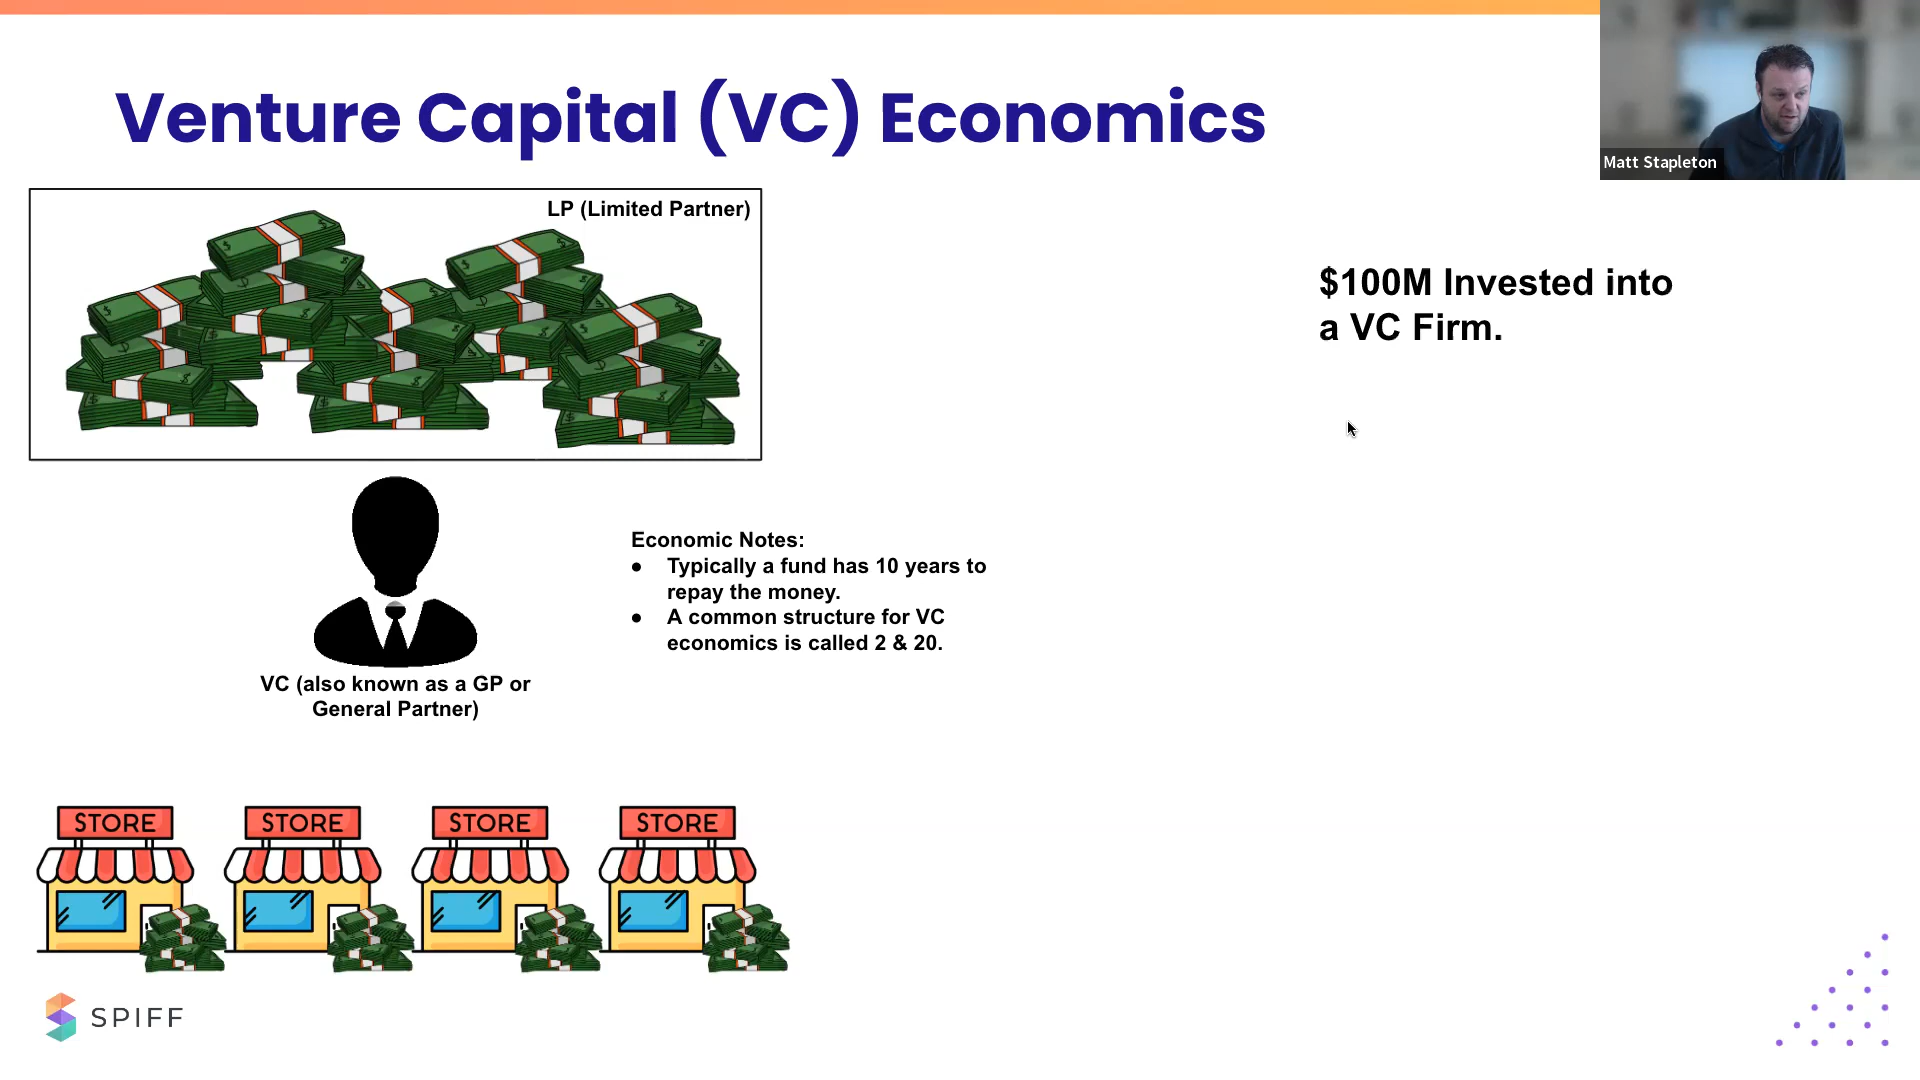 Venture Capital (VC) Economics
Matt Stapleton
LP (Limited Partner)
$100M Invested into
a VC Firm.
Economic Notes:
● Typically a fund has 10 years to
repay the money.
● A common structure for VC
economics is called 2 & 20.
VC (also known as a GP or
General Partner)
STORE
STORE
STORE
STORE
SPIFF